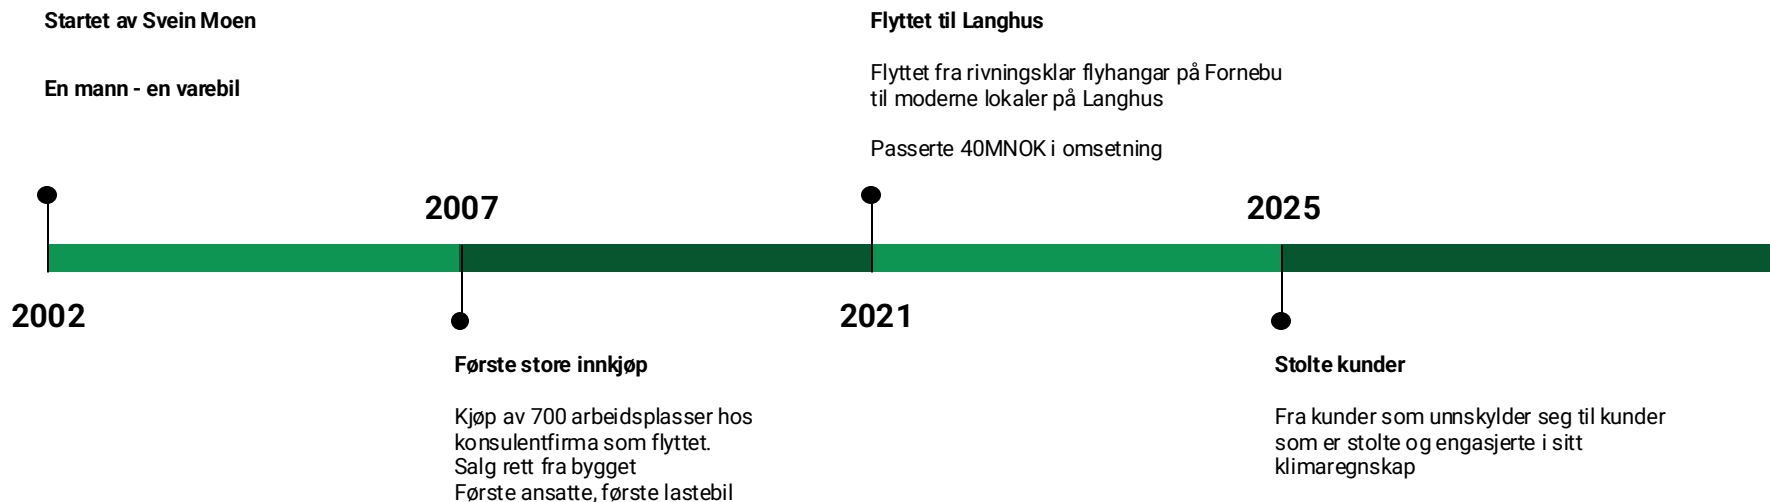 Startet av Svein Moen
En mann - en varebil
2002
2007
Første store innkjøp
Kjøp av 700 arbeidsplasser hos
konsulentfirma som flyttet.
Salg rett fra bygget
Første ansatte, første lastebil
Flyttet til Langhus
Flyttet fra rivningsklar flyhangar på Fornebu
til moderne lokaler på Langhus
Passerte 40MNOK i omsetning
2021
2025
Stolte kunder
Fra kunder som unnskylder seg til kunder
som er stolte og engasjerte i sitt
klimaregnskap